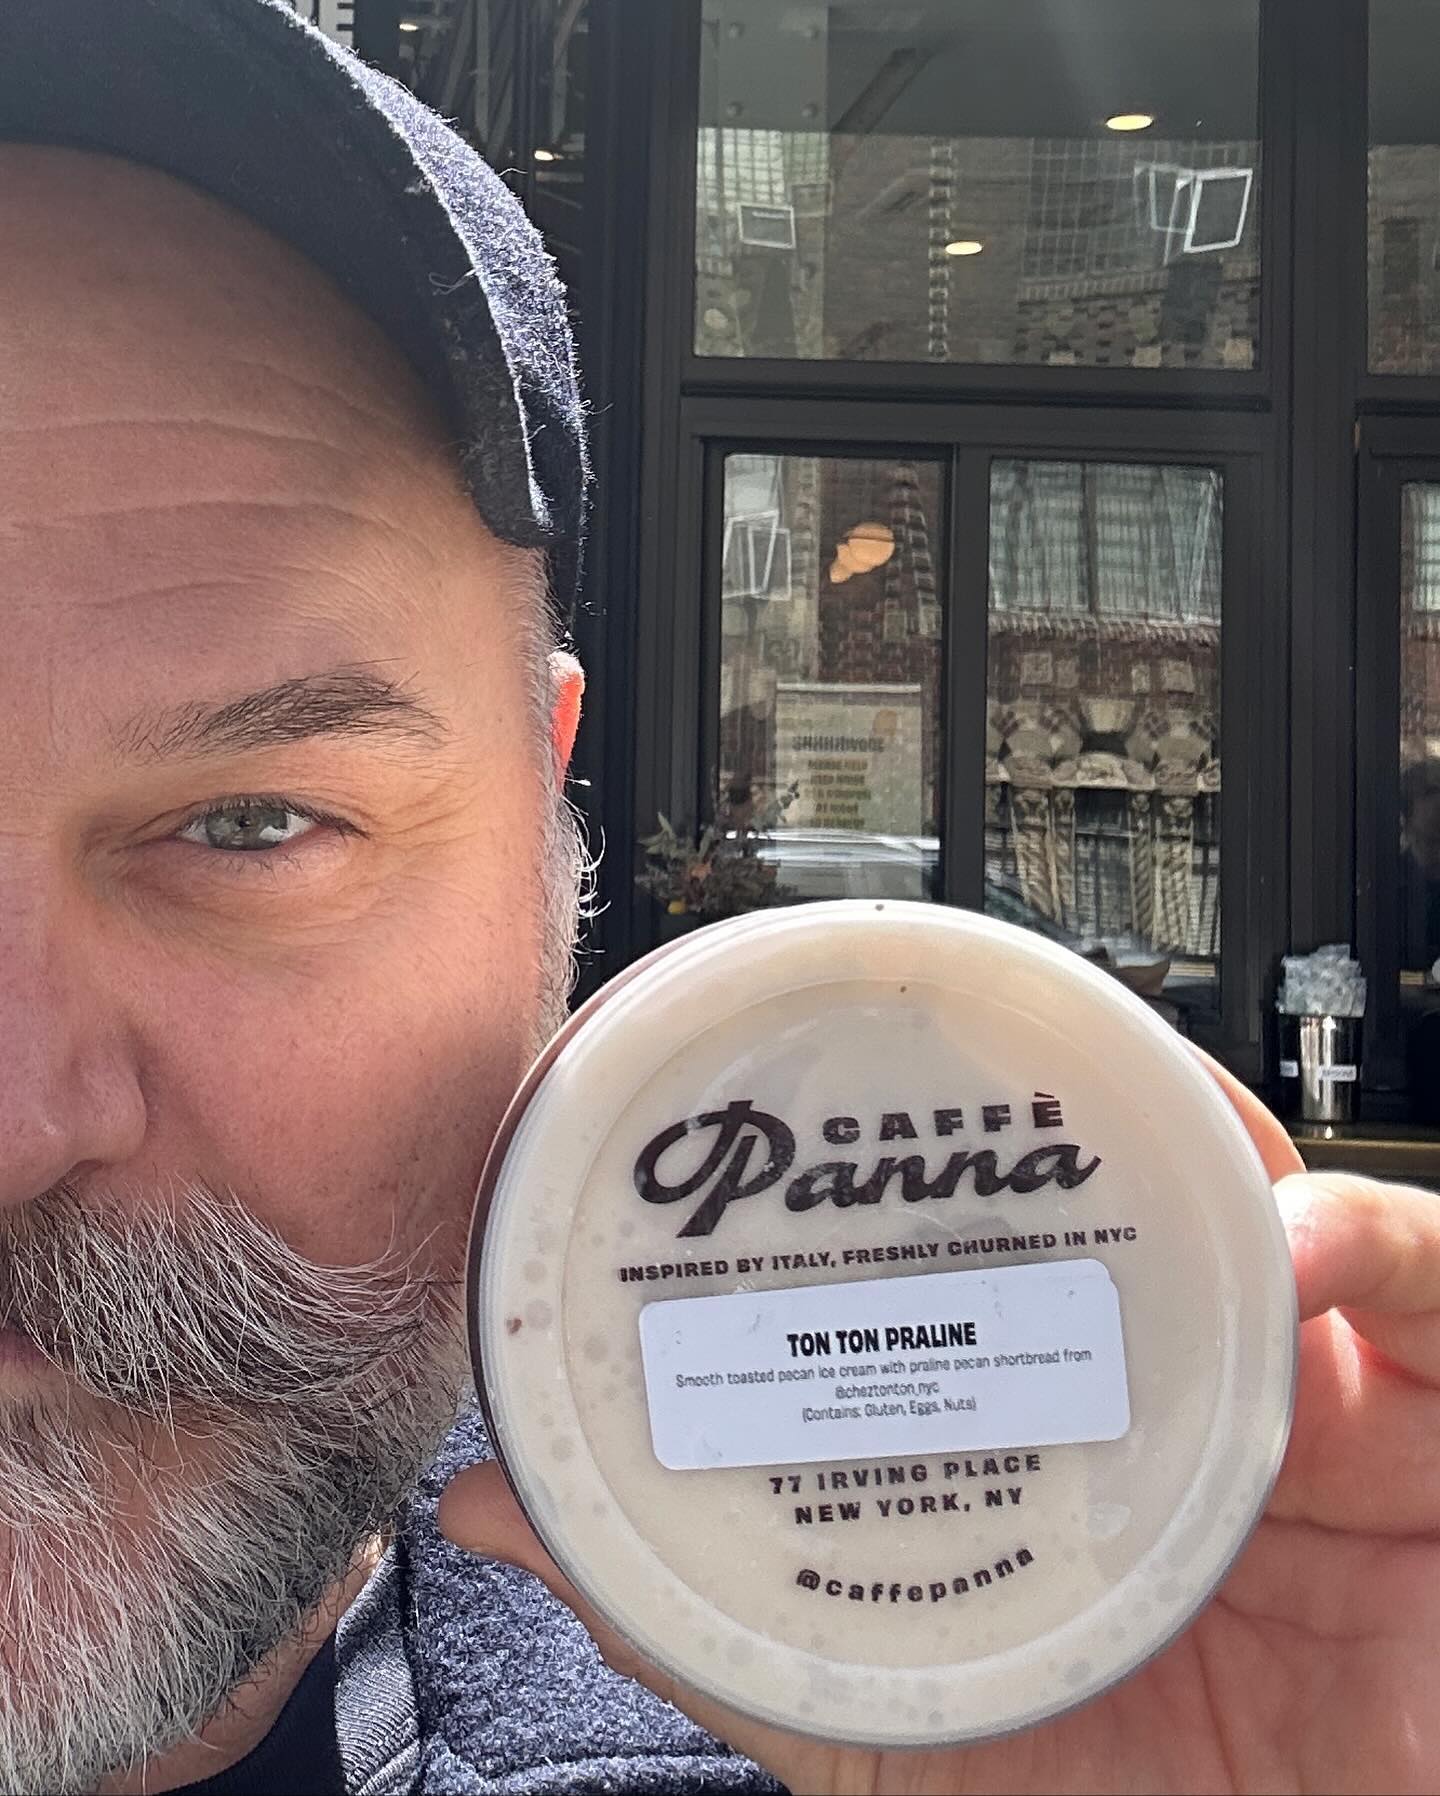 CAFFÈ
Panna
INSPIRED BY ITALY, FRESHLY CHURNED IN NYC
TON TON PRALINE
Smooth toasted pecan ice cream with praline pecan shortbread from
@cheztonton_nyc
(Contains: Gluten, Eggs, Nuts)
77 IRVING PLACE
NEW YORK, NY
@caffepanna